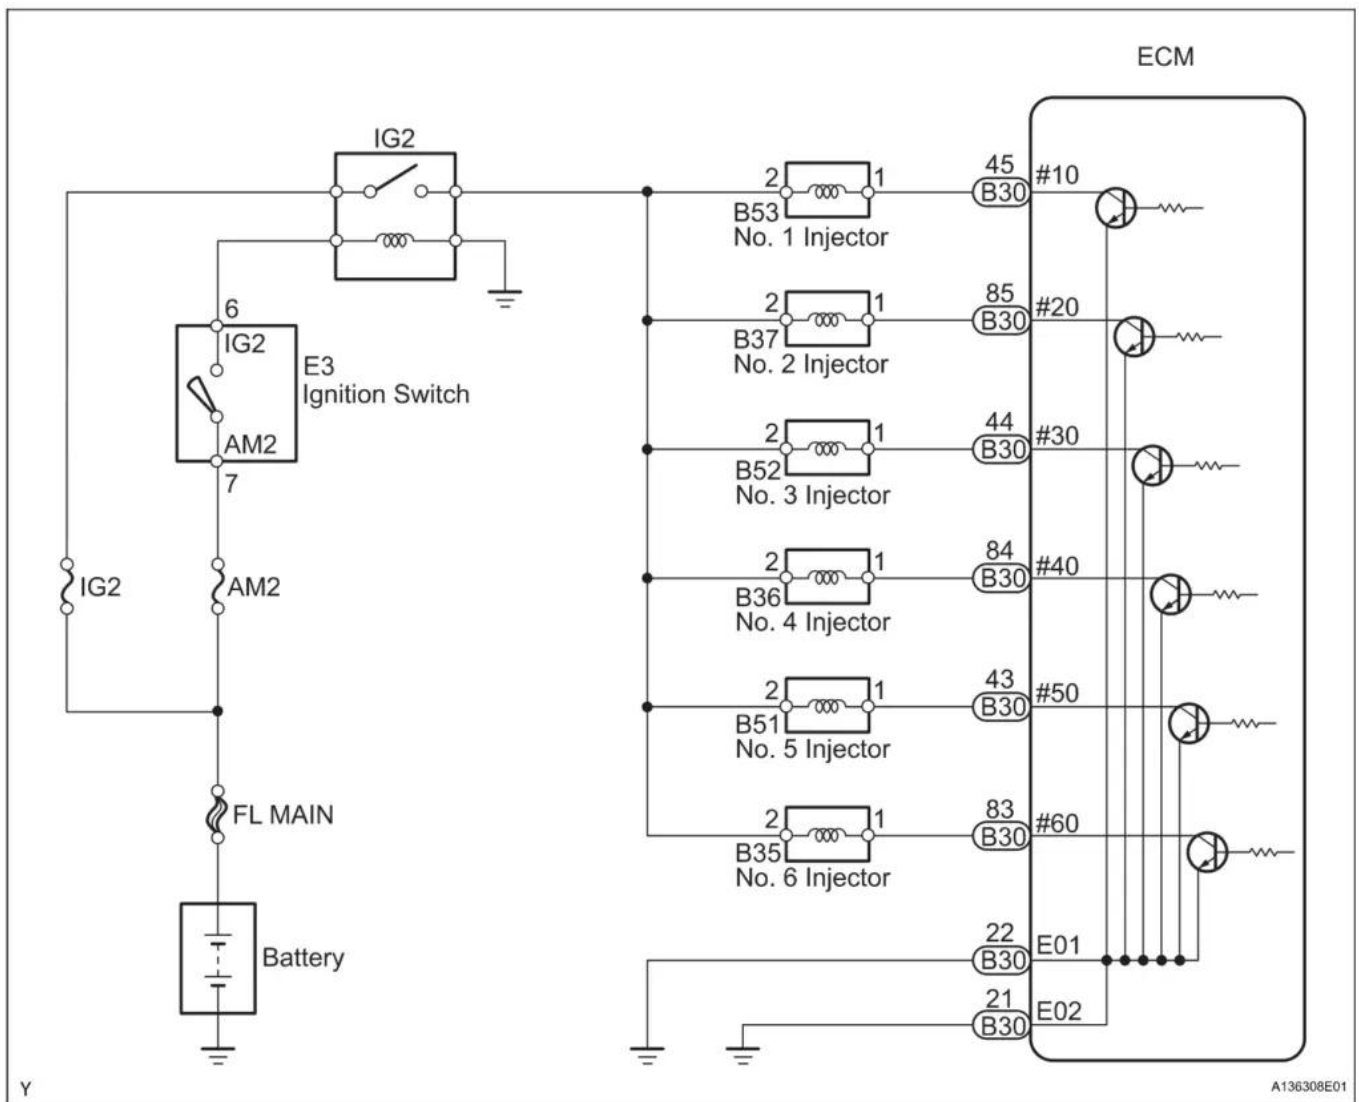 ECM
IG2
2
1
45
B30
#10
B53
No. 1 Injector
2
1
85
B30
#20
B37
No. 2 Injector
6
IG2
E3
Ignition Switch
AM2
7
2
1
44
B30
#30
B52
No. 3 Injector
2
1
84
B30
#40
B36
No. 4 Injector
IG2
AM2
2
1
43
B30
#50
B51
No. 5 Injector
FL MAIN
2
1
83
B30
#60
B35
No. 6 Injector
Battery
22
B30
E01
21
B30
E02
Y
A136308E01